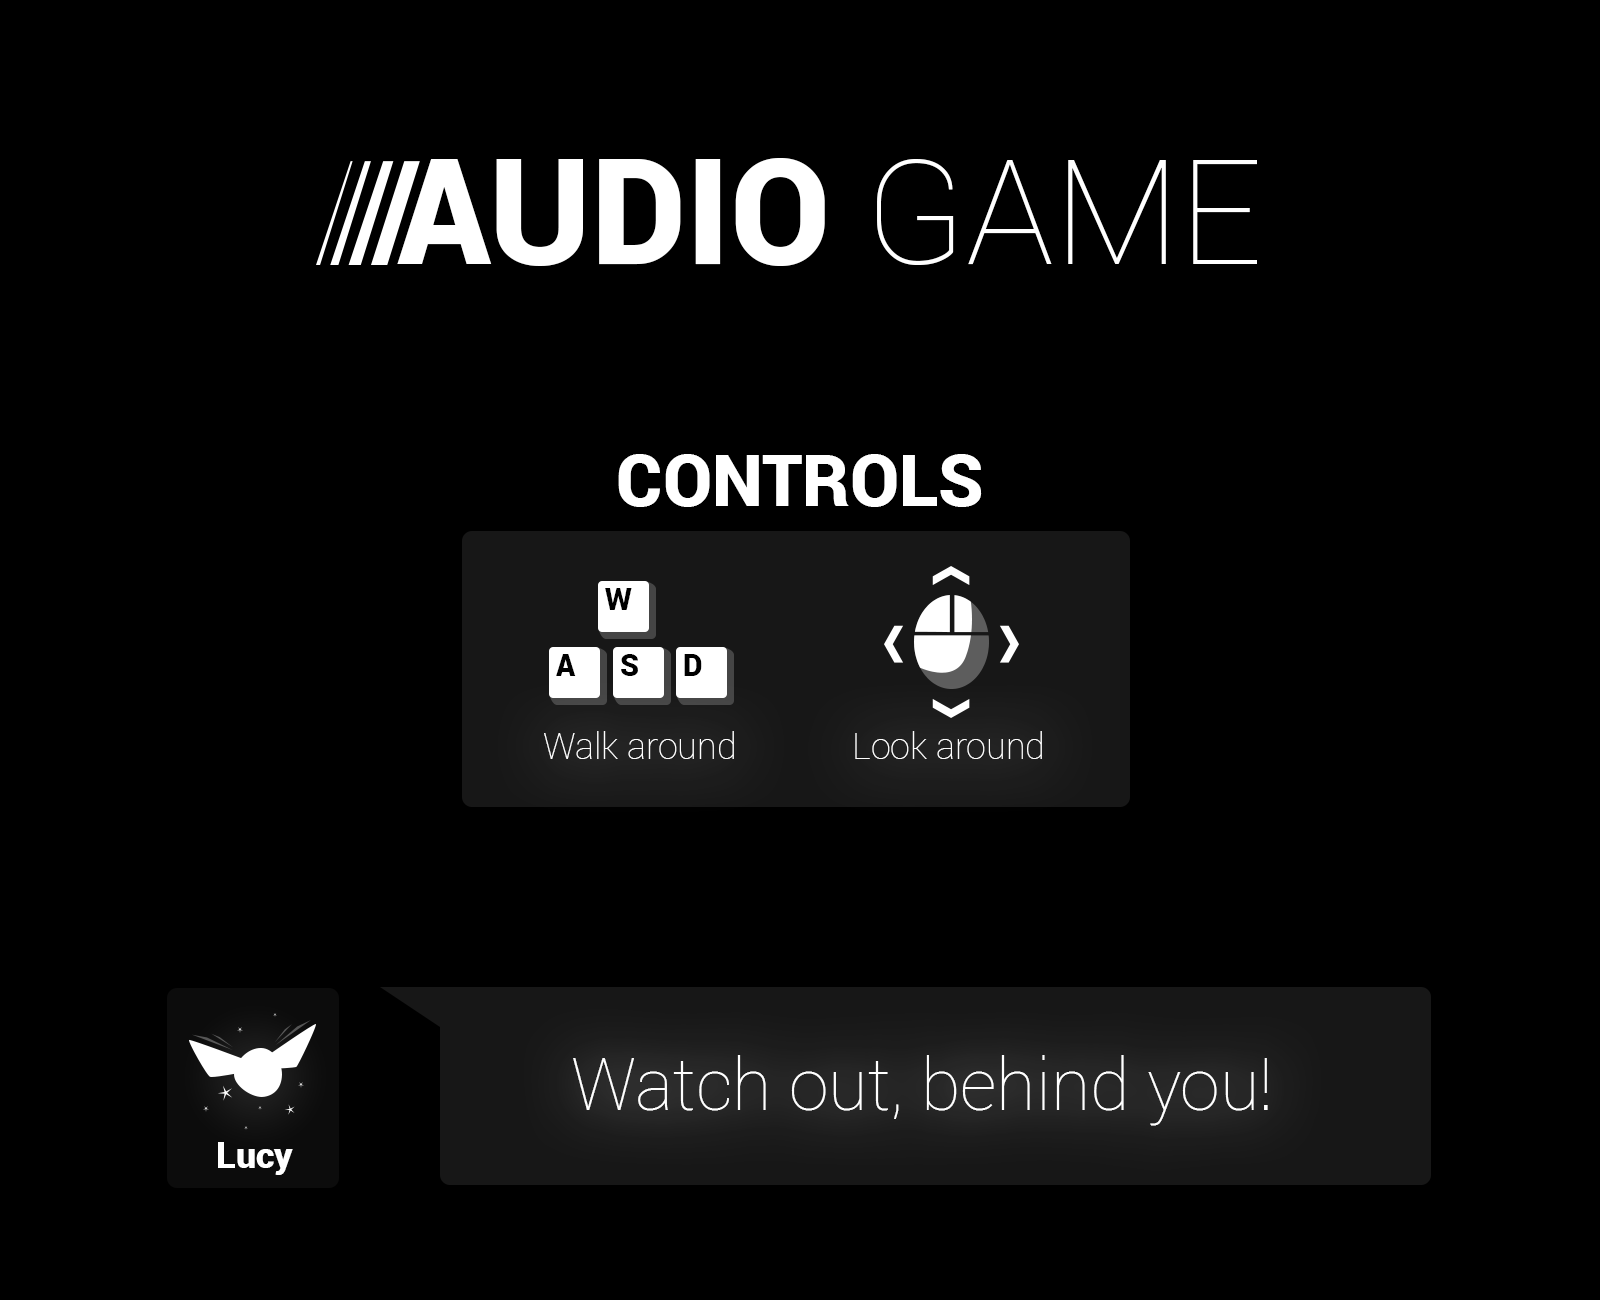 AUDIO GAME
CONTROLS
W
A S D
Walk around
Look around
Watch out, behind you!
Lucy